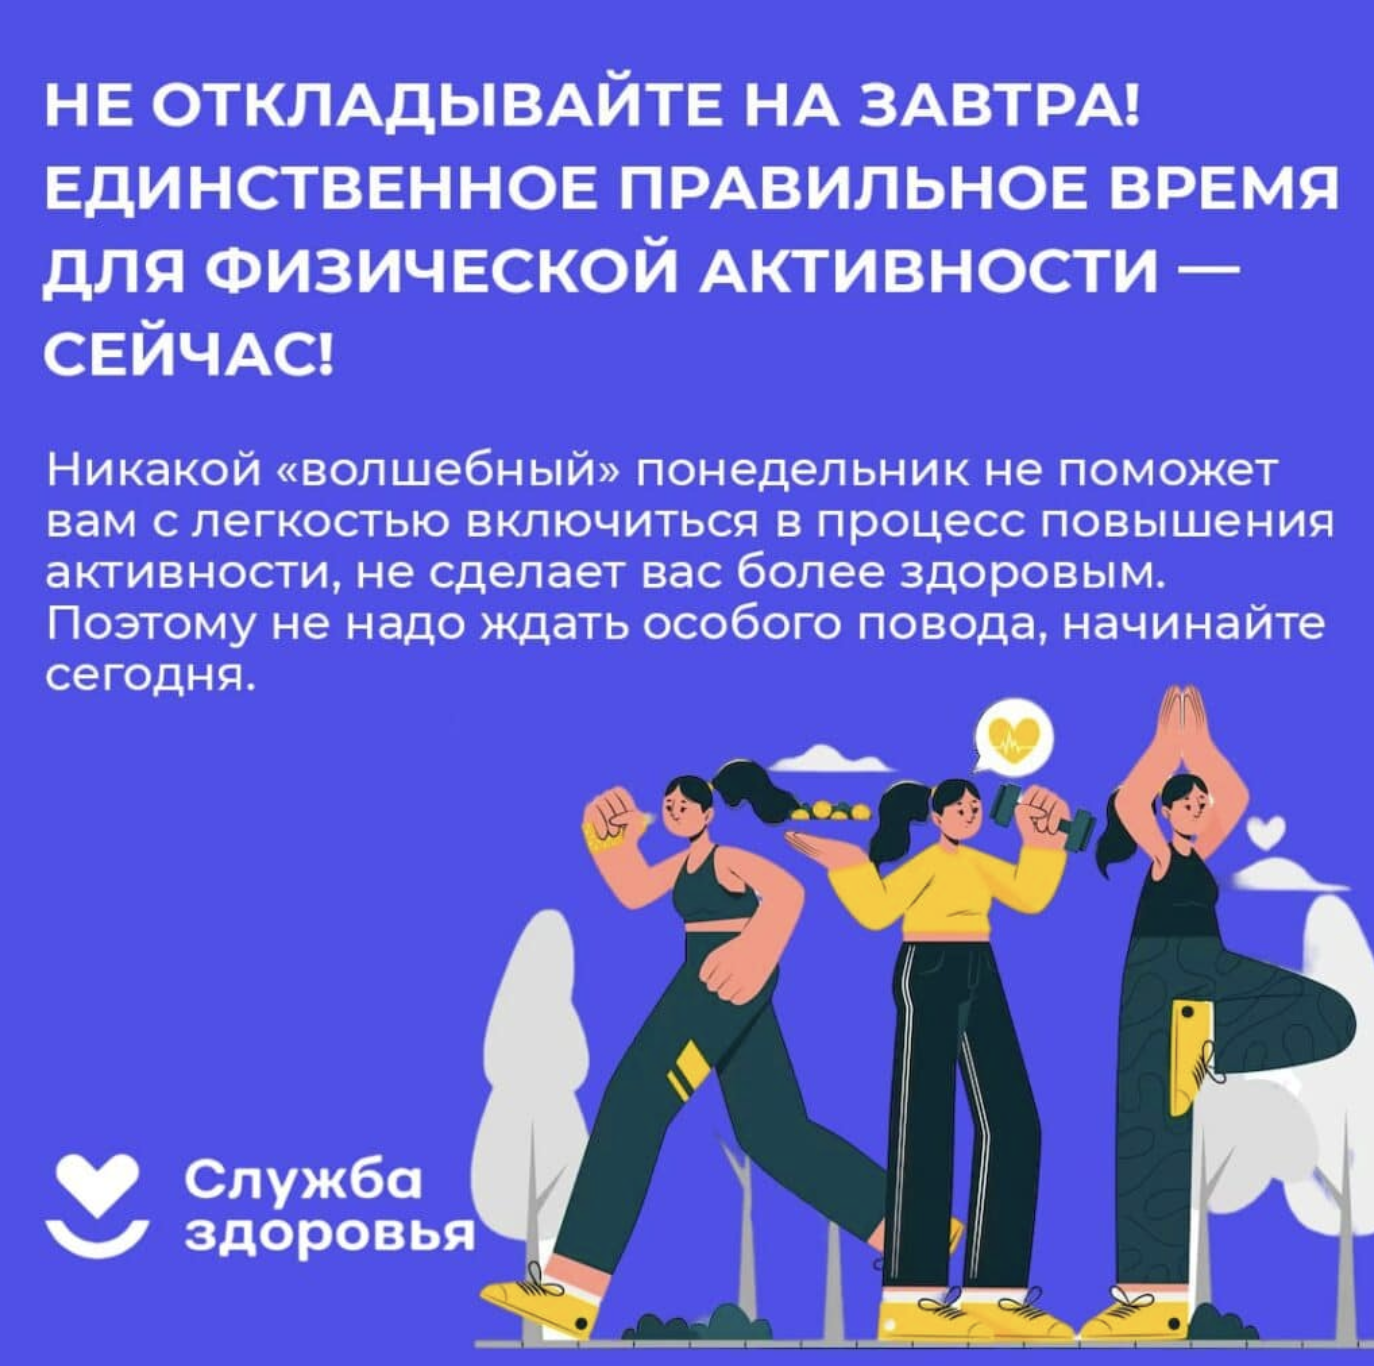 НЕ ОТКЛАДЫВАЙТЕ НА ЗАВТРА!
ЕДИНСТВЕННОЕ ПРАВИЛЬНОЕ ВРЕМЯ
ДЛЯ ФИЗИЧЕСКОЙ АКТИВНОСТИ —
СЕЙЧАС!
Никакой «волшебный» понедельник не поможет
вам с легкостью включиться в процесс повышения
активности, не сделает вас более здоровым.
Поэтому не надо ждать особого повода, начинайте
сегодня.
Служба
здоровья